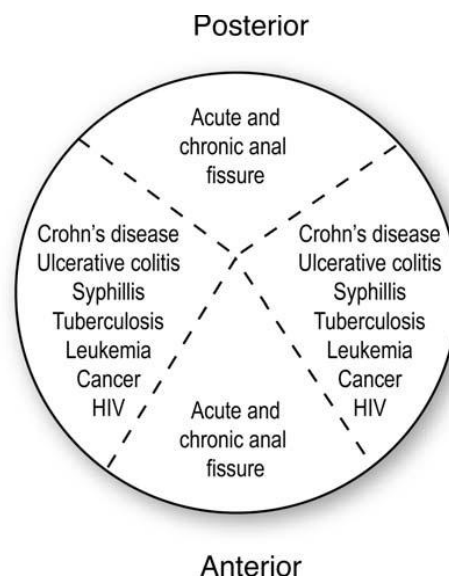 Posterior
Acute and
chronic anal
fissure
Crohn's disease
Ulcerative colitis
Syphillis
Tuberculosis
Leukemia
Cancer
HIV
Crohn's disease
Ulcerative colitis
Syphillis
Tuberculosis
Leukemia
Cancer
HIV
Acute and
chronic anal
fissure
Anterior